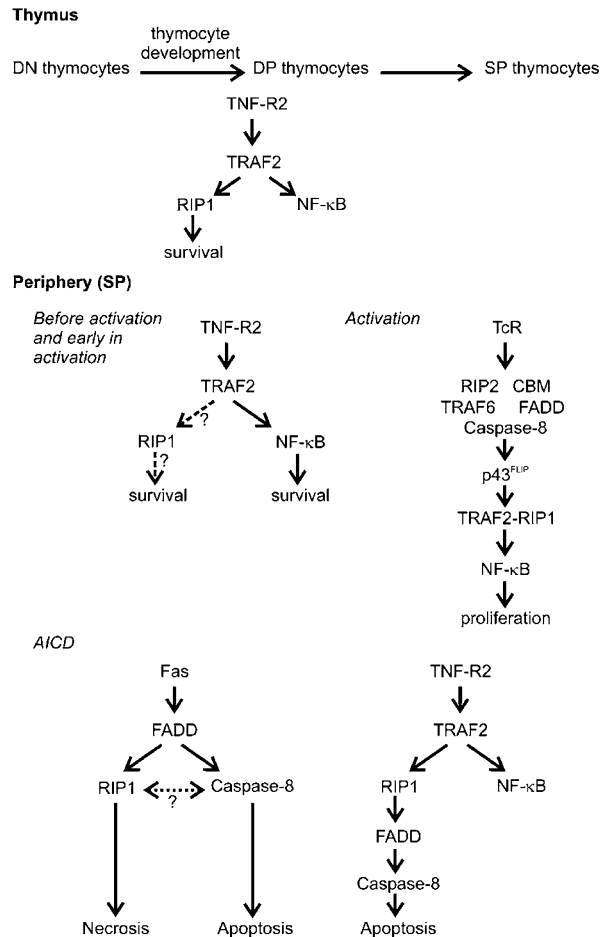 Thymus
thymocyte
development
DN thymocytes DP thymocytes SP thymocytes
TNF-R2
TRAF2
RIP1 NF-κB
survival
Periphery (SP)
Before activation
and early in
activation
TNF-R2
TRAF2
?
RIP1 NF-κB
?
survival survival
Activation
TcR
RIP2 CBM
TRAF6 FADD
Caspase-8
p43FLIP
TRAF2-RIP1
NF-κB
proliferation
AICD
Fas
FADD
RIP1 Caspase-8
?
Necrosis Apoptosis
TNF-R2
TRAF2
RIP1 NF-κB
FADD
Caspase-8
Apoptosis